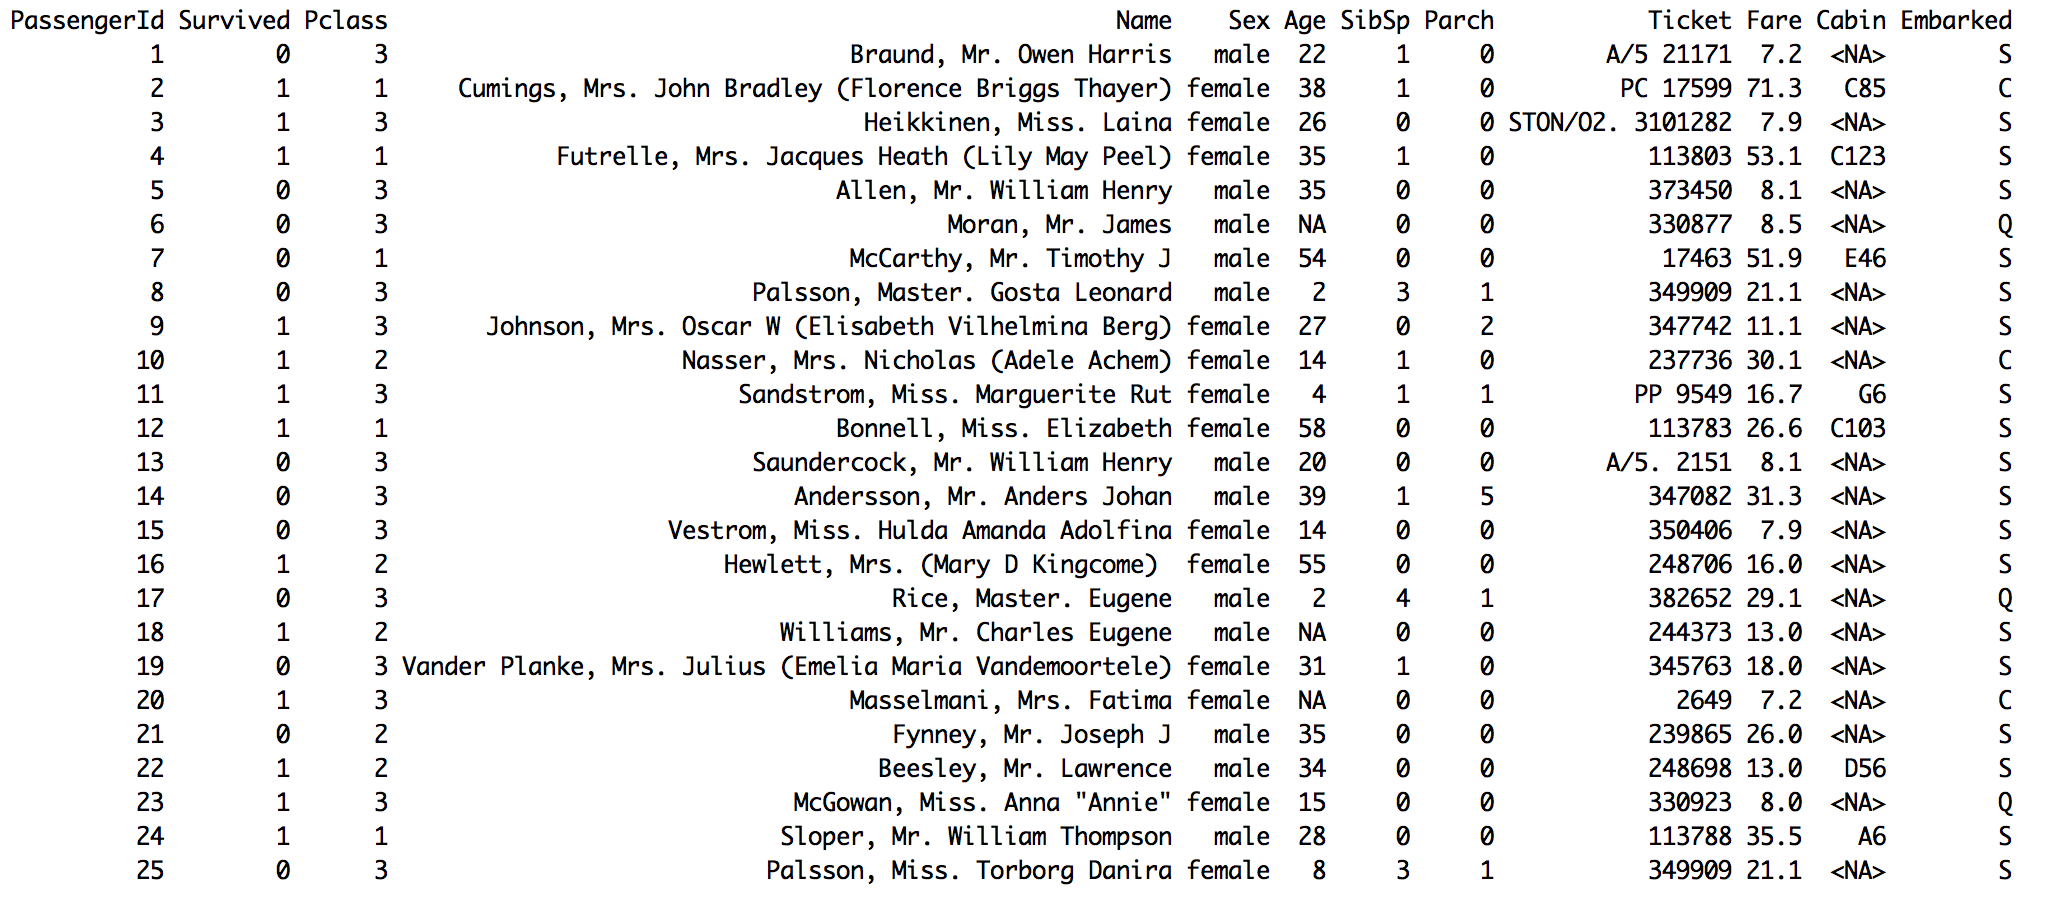 PassengerId Survived Pclass Name Sex Age SibSp Parch Ticket Fare Cabin Embarked
1 0 3 Braund, Mr. Owen Harris male 22 1 0 A/5 21171 7.2 <NA> S
2 1 1 Cumings, Mrs. John Bradley (Florence Briggs Thayer) female 38 1 0 PC 17599 71.3 C85 C
3 1 3 Heikkinen, Miss. Laina female 26 0 0 STON/O2. 3101282 7.9 <NA> S
4 1 1 Futrelle, Mrs. Jacques Heath (Lily May Peel) female 35 1 0 113803 53.1 C123 S
5 0 3 Allen, Mr. William Henry male 35 0 0 373450 8.1 <NA> S
6 0 3 Moran, Mr. James male NA 0 0 330877 8.5 <NA> Q
7 0 1 McCarthy, Mr. Timothy J male 54 0 0 17463 51.9 E46 S
8 0 3 Palsson, Master. Gosta Leonard male 2 3 1 349909 21.1 <NA> S
9 1 3 Johnson, Mrs. Oscar W (Elisabeth Vilhelmina Berg) female 27 0 2 347742 11.1 <NA> S
10 1 2 Nasser, Mrs. Nicholas (Adele Achem) female 14 1 0 237736 30.1 <NA> C
11 1 3 Sandstrom, Miss. Marguerite Rut female 4 1 1 PP 9549 16.7 G6 S
12 1 1 Bonnell, Miss. Elizabeth female 58 0 0 113783 26.6 C103 S
13 0 3 Saundercock, Mr. William Henry male 20 0 0 A/5. 2151 8.1 <NA> S
14 0 3 Andersson, Mr. Anders Johan male 39 1 5 347082 31.3 <NA> S
15 0 3 Vestrom, Miss. Hulda Amanda Adolfina female 14 0 0 350406 7.9 <NA> S
16 1 2 Hewlett, Mrs. (Mary D Kingcome) female 55 0 0 248706 16.0 <NA> S
17 0 3 Rice, Master. Eugene male 2 4 1 382652 29.1 <NA> Q
18 1 2 Williams, Mr. Charles Eugene male NA 0 0 244373 13.0 <NA> S
19 0 3 Vander Planke, Mrs. Julius (Emelia Maria Vandemoortele) female 31 1 0 345763 18.0 <NA> S
20 1 3 Masselmani, Mrs. Fatima female NA 0 0 2649 7.2 <NA> C
21 0 2 Fynney, Mr. Joseph J male 35 0 0 239865 26.0 <NA> S
22 1 2 Beesley, Mr. Lawrence male 34 0 0 248698 13.0 D56 S
23 1 3 McGowan, Miss. Anna "Annie" female 15 0 0 330923 8.0 <NA> Q
24 1 1 Sloper, Mr. William Thompson male 28 0 0 113788 35.5 A6 S
25 0 3 Palsson, Miss. Torborg Danira female 8 3 1 349909 21.1 <NA> S